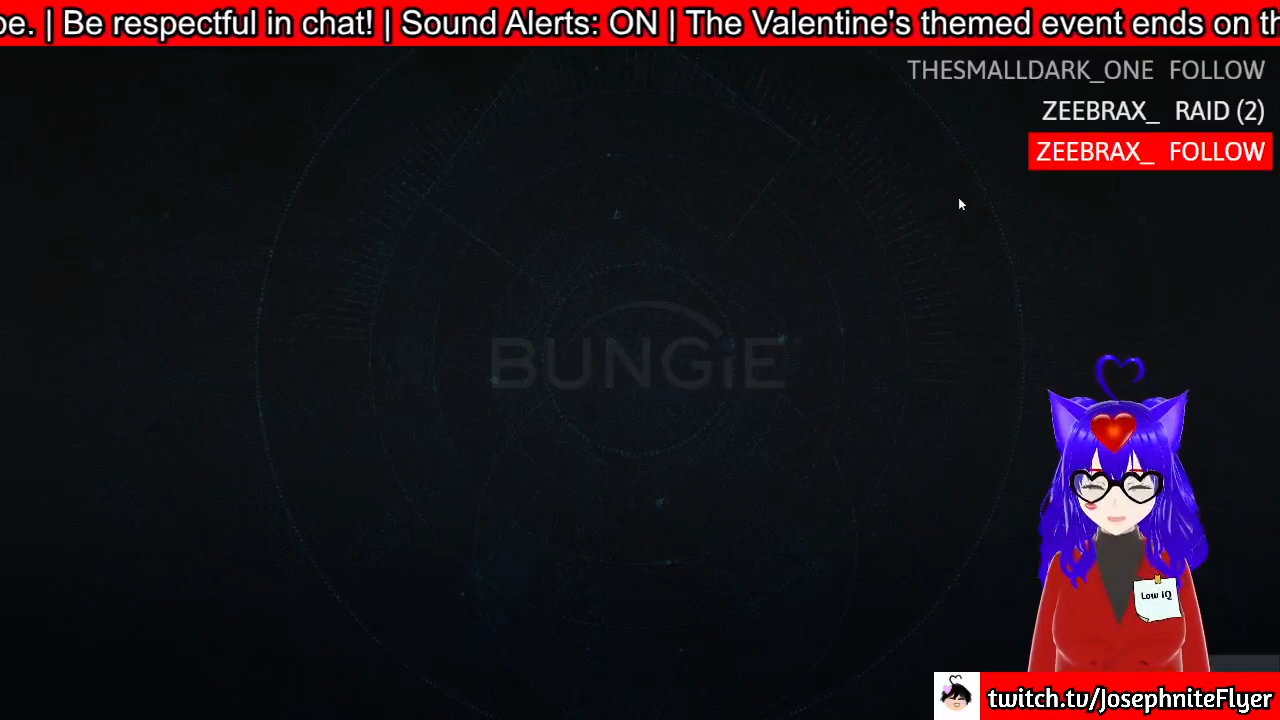 oe. | Be respectful in chat! | Sound Alerts: ON | The Valentine's themed event ends on th
THESMALLDARK_ONE FOLLOW
ZEEBRAX_ RAID (2)
ZEEBRAX_ FOLLOW
BUNGiE
Low IQ
twitch.tv/JosephniteFlyer